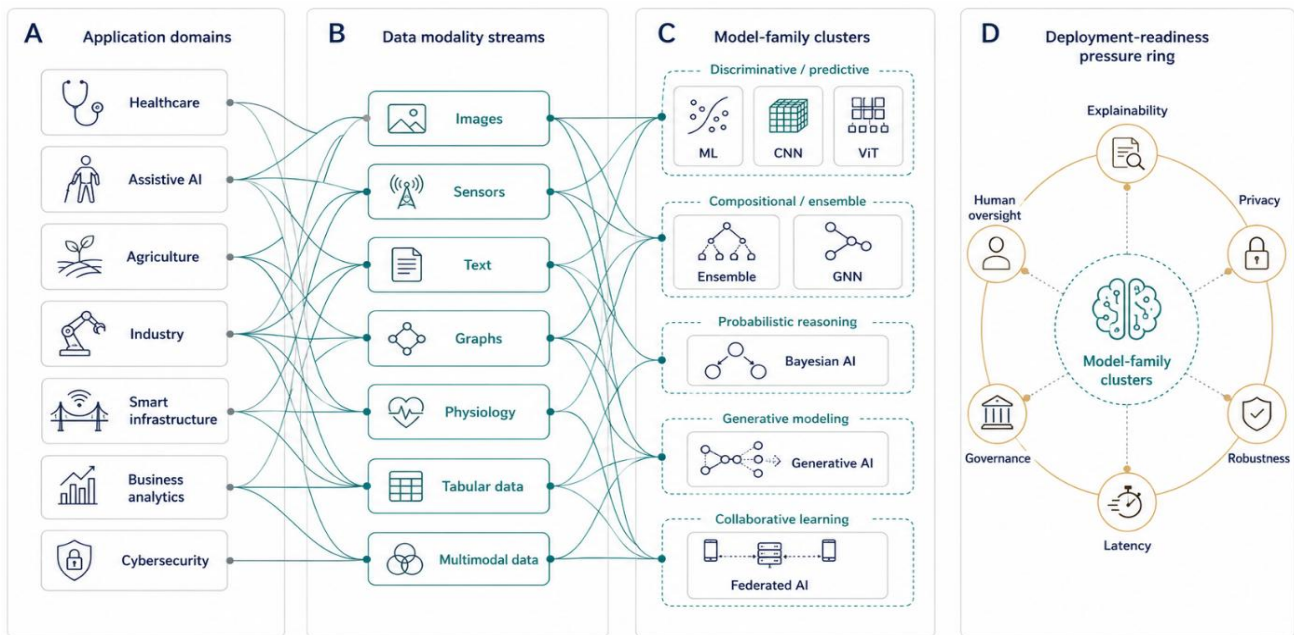 A
Application domains
Healthcare
Assistive AI
Agriculture
Industry
Smart
infrastructure
Business
analytics
Cybersecurity
B
Data modality streams
Images
Sensors
Text
Graphs
Physiology
Tabular data
Multimodal data
C
Model-family clusters
Discriminative / predictive
ML
CNN
ViT
Compositional / ensemble
Ensemble
GNN
Probabilistic reasoning
Bayesian AI
Generative modeling
Generative AI
Collaborative learning
Federated AI
D
Deployment-readiness
pressure ring
Explainability
Human
oversight
Privacy
Model-family
clusters
Governance
Robustness
Latency